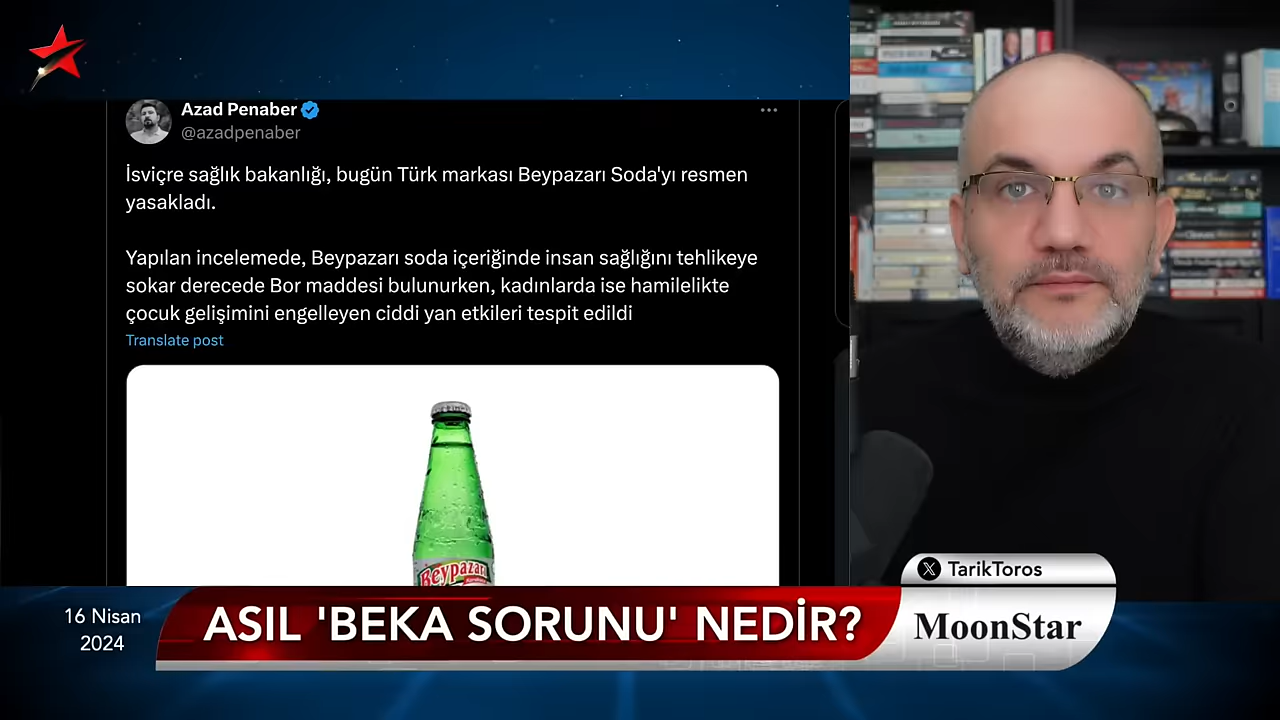 Azad Penaber
@azadpenaber
İsviçre sağlık bakanlığı, bugün Türk markası Beypazarı Soda'yı resmen
yasakladı.
Yapılan incelemede, Beypazarı soda içeriğinde insan sağlığını tehlikeye
sokar derecede Bor maddesi bulunurken, kadınlarda ise hamilelikte
çocuk gelişimini engelleyen ciddi yan etkileri tespit edildi
Translate post
Beypazarı
TarikToros
16 Nisan
2024
ASIL 'BEKA SORUNU' NEDİR?
MoonStar